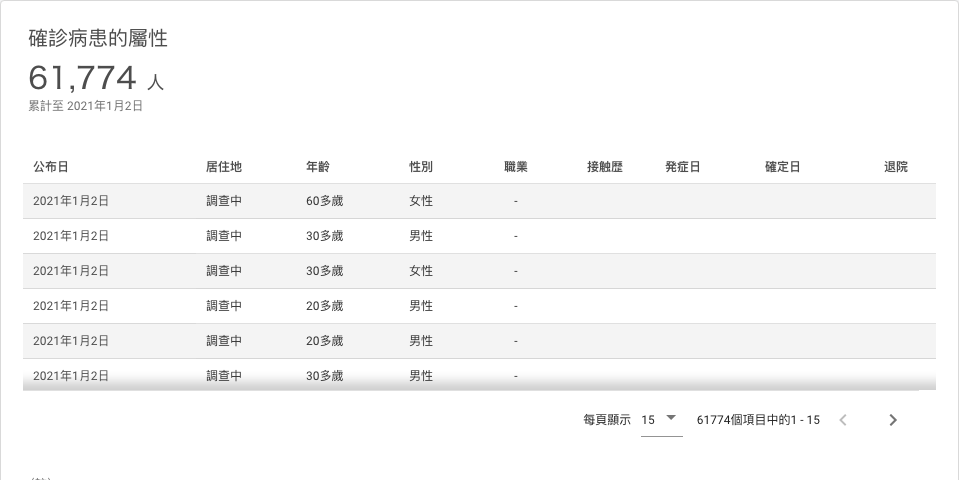 確診病患的屬性
61,774 人
累計至 2021年1月2日
公布日 居住地 年齡 性別 職業 接触歴 発症日 確定日 退院
2021年1月2日 調查中 60多歲 女性 -
2021年1月2日 調查中 30多歲 男性 -
2021年1月2日 調查中 30多歲 女性 -
2021年1月2日 調查中 20多歲 男性 -
2021年1月2日 調查中 20多歲 男性 -
2021年1月2日 調查中 30多歲 男性 -
每頁顯示 15 61774個項目中的1 - 15